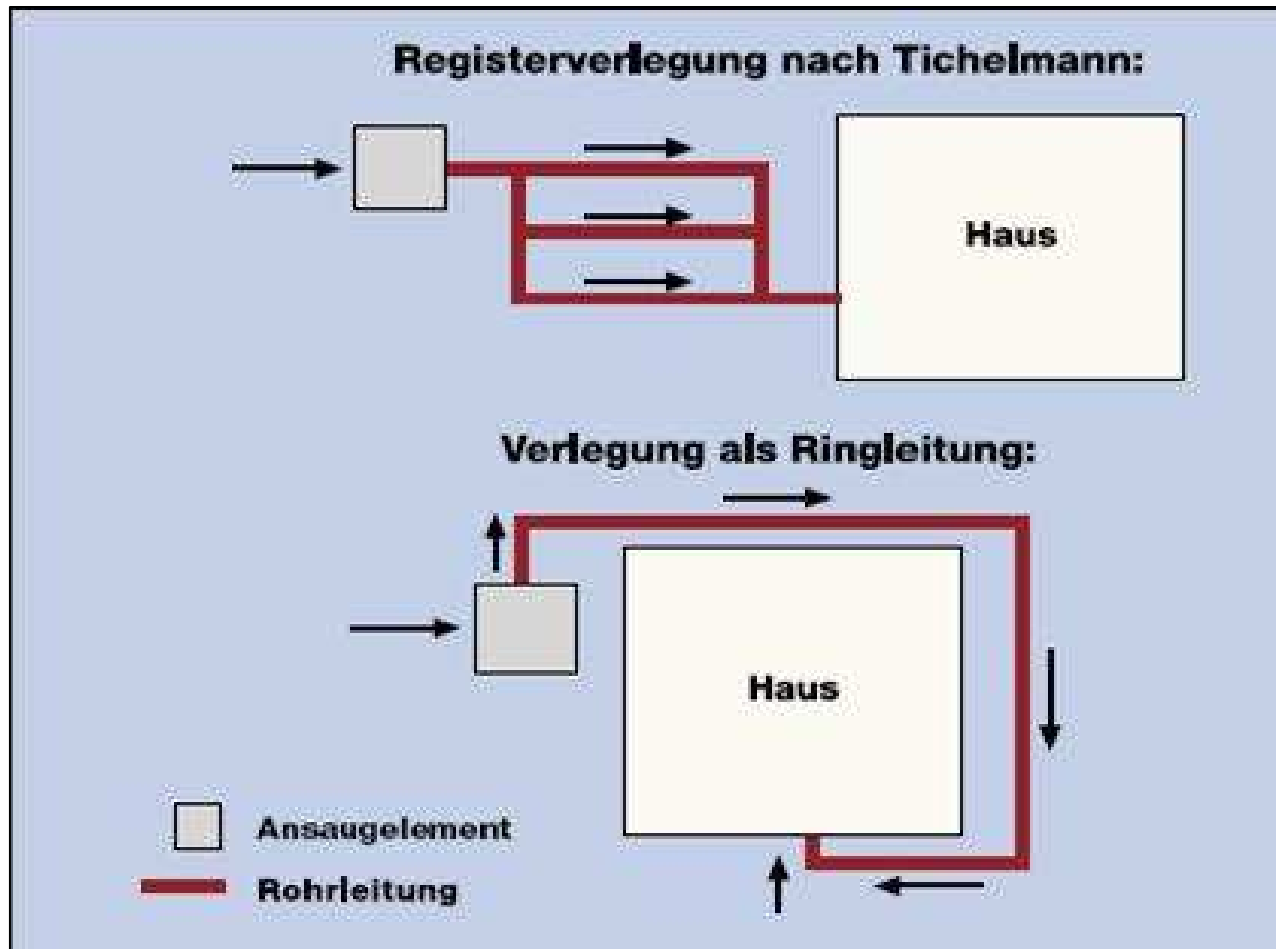 Registerverlegung nach Tichelmann:
Haus
Verlegung als Ringleitung:
Haus
Ansaugelement
Rohrleitung